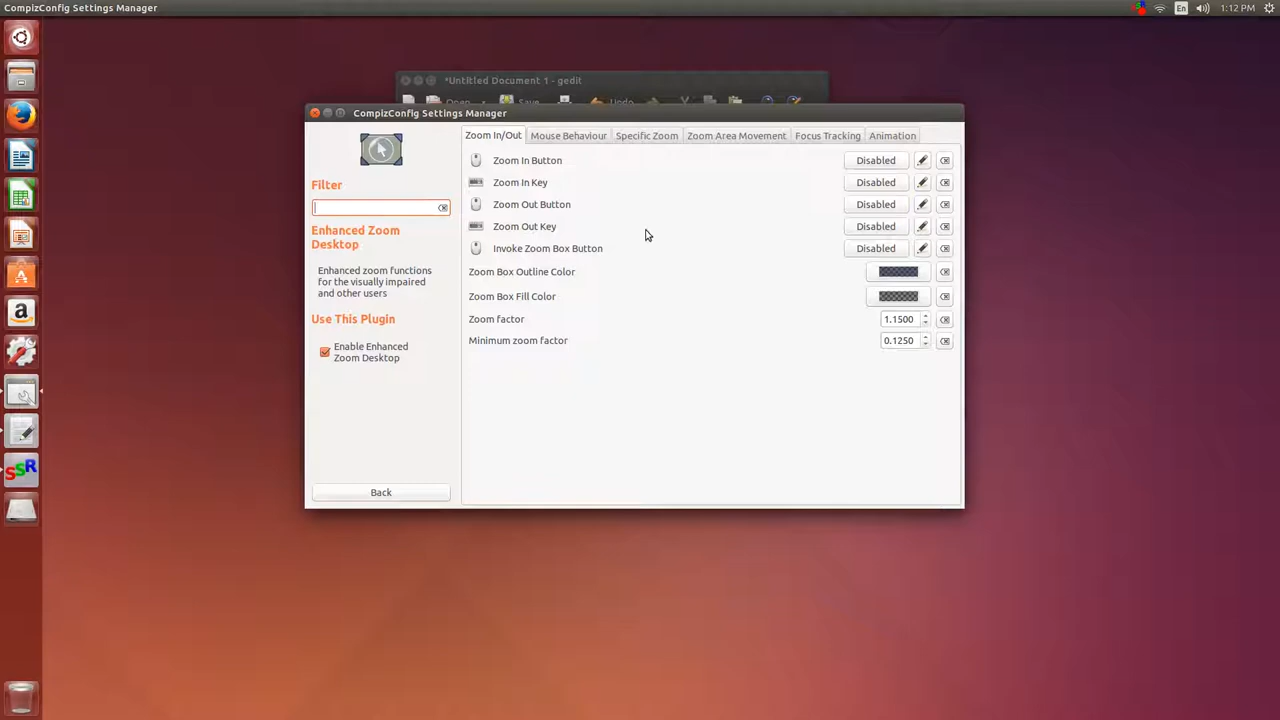 CompizConfig Settings Manager
En
1:12 PM
*Untitled Document 1 - gedit
Open
Save
Undo
CompizConfig Settings Manager
Filter
Enhanced Zoom
Desktop
Enhanced zoom functions
for the visually impaired
and other users
Use This Plugin
Enable Enhanced
Zoom Desktop
Back
Zoom In/Out
Mouse Behaviour
Specific Zoom
Zoom Area Movement
Focus Tracking
Animation
Zoom In Button
Disabled
Zoom In Key
Disabled
Zoom Out Button
Disabled
Zoom Out Key
Disabled
Invoke Zoom Box Button
Disabled
Zoom Box Outline Color
Zoom Box Fill Color
Zoom factor
1.1500
Minimum zoom factor
0.1250
a
SSR